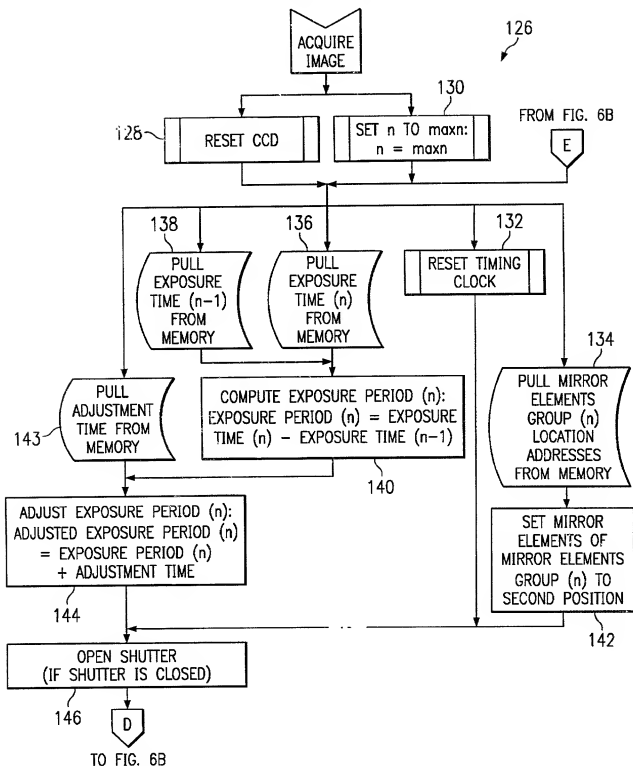 ACQUIRE
IMAGE
126
130
128
RESET CCD
SET n TO maxn:
n = maxn
FROM FIG. 6B
E
138
136
132
PULL
EXPOSURE
TIME (n-1)
FROM
MEMORY
PULL
EXPOSURE
TIME (n)
FROM
MEMORY
RESET TIMING
CLOCK
134
PULL MIRROR
ELEMENTS
GROUP (n)
LOCATION
ADDRESSES
FROM MEMORY
143
PULL
ADJUSTMENT
TIME FROM
MEMORY
COMPUTE EXPOSURE PERIOD (n):
EXPOSURE PERIOD (n) = EXPOSURE
TIME (n) - EXPOSURE TIME (n-1)
140
ADJUST EXPOSURE PERIOD (n):
ADJUSTED EXPOSURE PERIOD (n)
= EXPOSURE PERIOD (n)
+ ADJUSTMENT TIME
144
SET MIRROR
ELEMENTS OF
MIRROR ELEMENTS
GROUP (n) TO
SECOND POSITION
142
OPEN SHUTTER
(IF SHUTTER IS CLOSED)
146
D
TO FIG. 6B